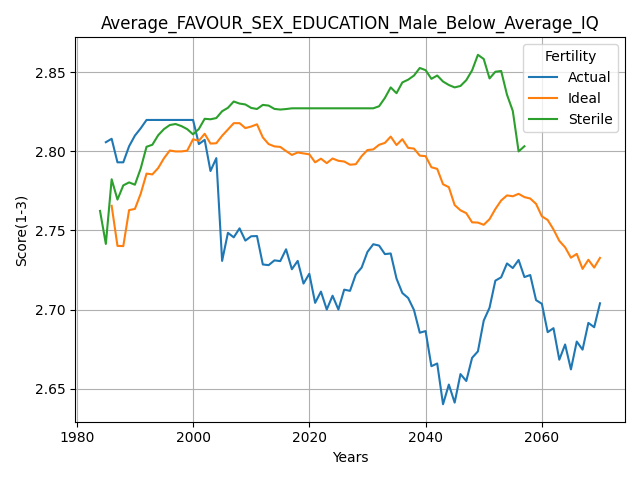 Average_FAVOUR_SEX_EDUCATION_Male_Below_Average_IQ
Fertility
Actual
Ideal
Sterile
Score(1-3)
2.85
2.80
2.75
2.70
2.65
1980
2000
2020
2040
2060
Years